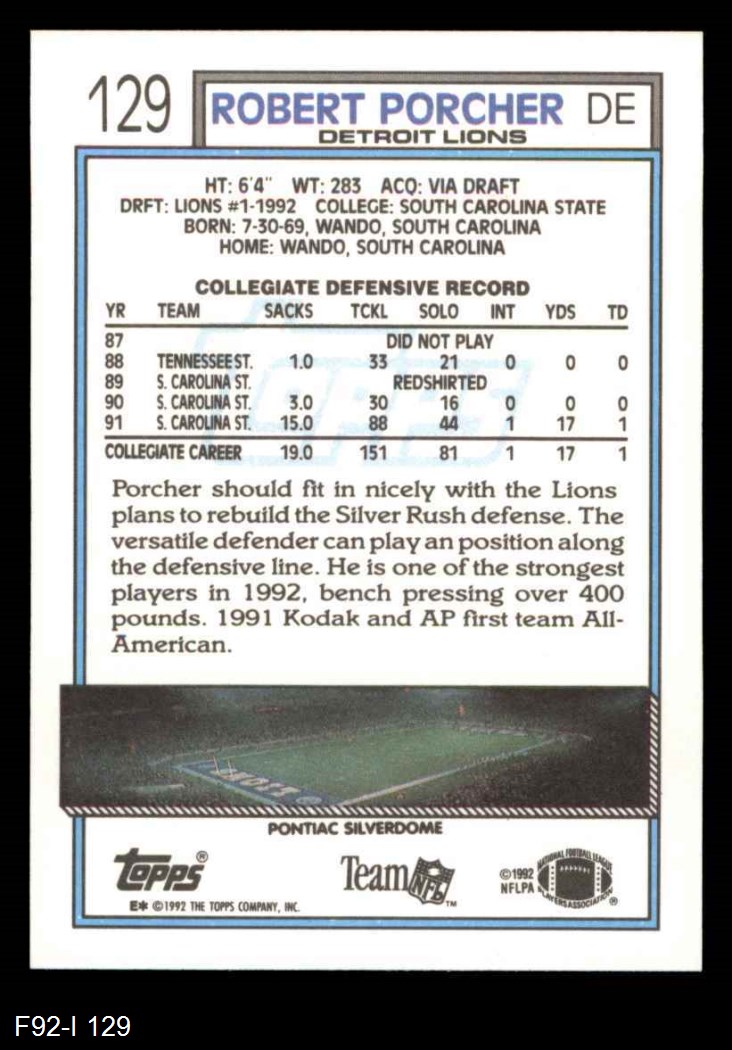 129 ROBERT PORCHER DE
DETROIT LIONS
HT: 6'4" WT: 283 ACQ: VIA DRAFT
DRFT: LIONS #1-1992 COLLEGE: SOUTH CAROLINA STATE
BORN: 7-30-69, WANDO, SOUTH CAROLINA
HOME: WANDO, SOUTH CAROLINA
COLLEGIATE DEFENSIVE RECORD
YR TEAM SACKS TCKL SOLO INT YDS TD
87 DID NOT PLAY
88 TENNESSEE ST. 1.0 33 21 0 0 0
89 S. CAROLINA ST. REDSHIRTED
90 S. CAROLINA ST. 3.0 30 16 0 0 0
91 S. CAROLINA ST. 15.0 88 44 1 17 1
COLLEGIATE CAREER 19.0 151 81 1 17 1
TOPPS
Porcher should fit in nicely with the Lions
plans to rebuild the Silver Rush defense. The
versatile defender can play an position along
the defensive line. He is one of the strongest
players in 1992, bench pressing over 400
pounds. 1991 Kodak and AP first team All-
American.
LIONS
PONTIAC SILVERDOME
topps®
Team NFL™
©1992
NFLPA
NATIONAL FOOTBALL LEAGUE
PLAYERS ASSOCIATION ®
E* ©1992 THE TOPPS COMPANY, INC.
F92-I 129